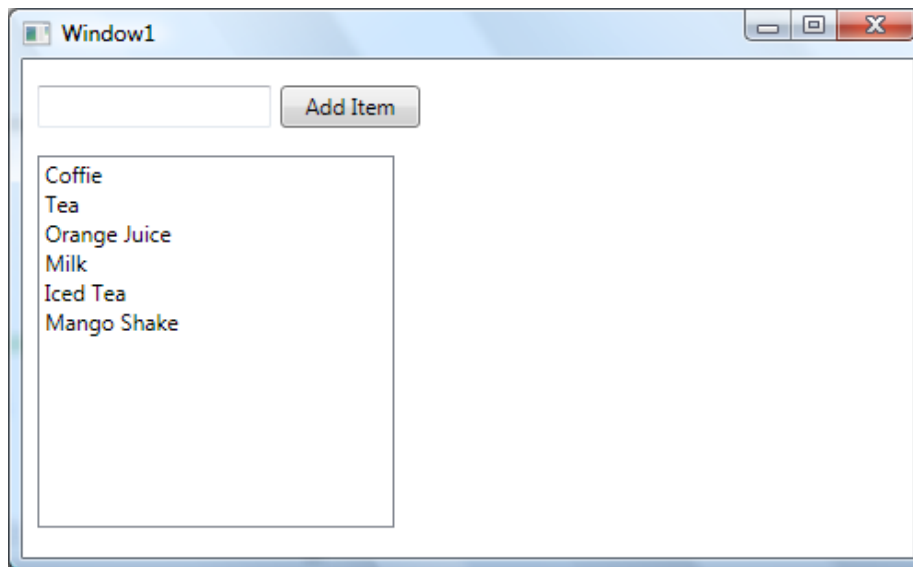 Window1
Add Item
Coffie
Tea
Orange Juice
Milk
Iced Tea
Mango Shake